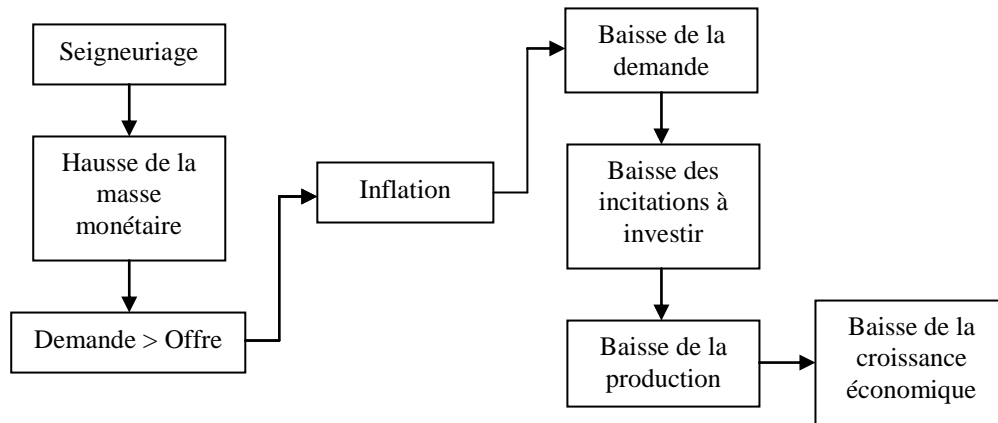 Seigneuriage
Hausse de la
masse
monétaire
Demande > Offre
Inflation
Baisse de la
demande
Baisse des
incitations à
investir
Baisse de la
production
Baisse de la
croissance
économique